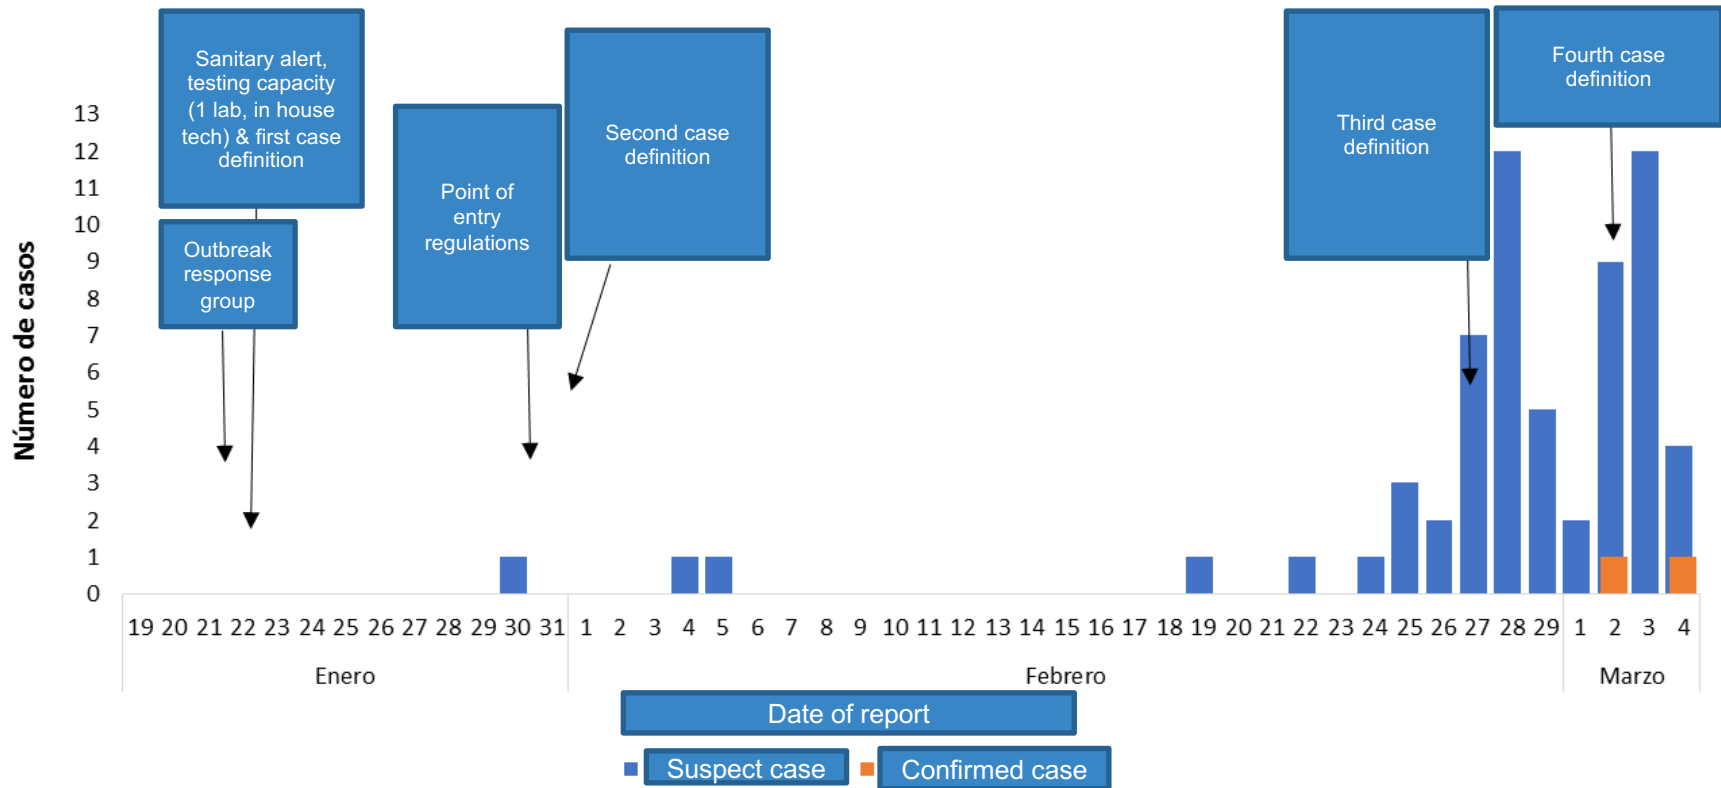 Sanitary alert,
testing capacity
(1 lab, in house
tech) & first case
definition
Outbreak
response
group
Point of
entry
regulations
Second case
definition
Third case
definition
Fourth case
definition
Número de casos
13
12
11
10
9
8
7
6
5
4
3
2
1
0
19 20 21 22 23 24 25 26 27 28 29 30 31 1 2 3 4 5 6 7 8 9 10 11 12 13 14 15 16 17 18 19 20 21 22 23 24 25 26 27 28 29 1 2 3 4
Enero Febrero Marzo
Date of report
Suspect case Confirmed case